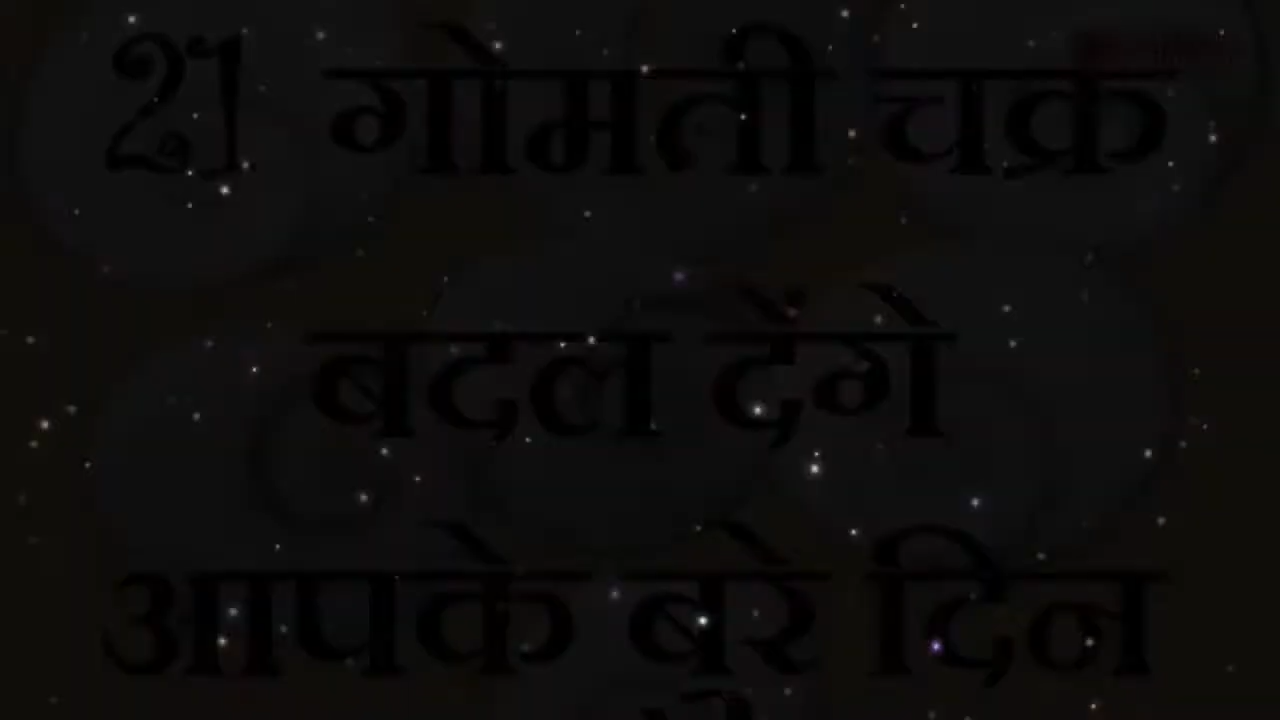 21 गोमती चक्र
बदल देंगे
आपके बुरे दिन